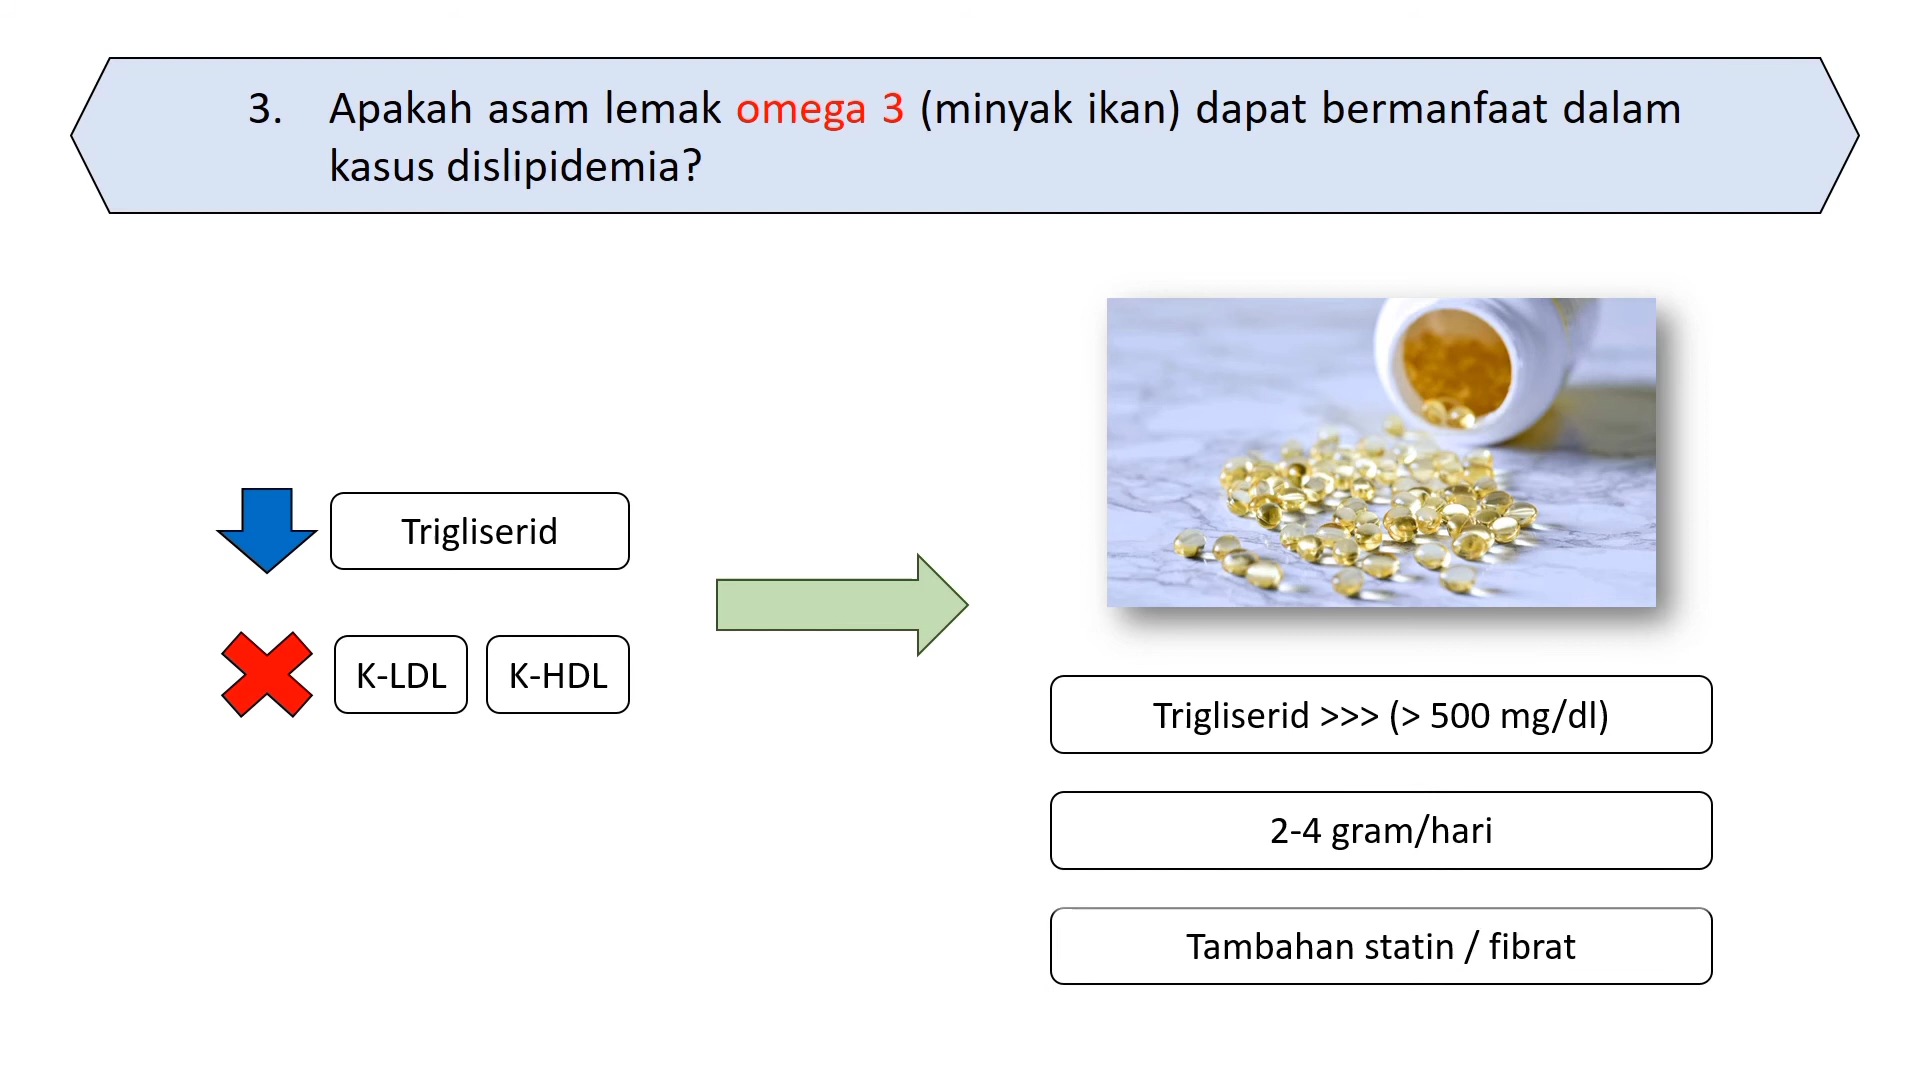 3. Apakah asam lemak omega 3 (minyak ikan) dapat bermanfaat dalam
kasus dislipidemia?
Trigliserid
K-LDL K-HDL
Trigliserid >>> (> 500 mg/dl)
2-4 gram/hari
Tambahan statin / fibrat